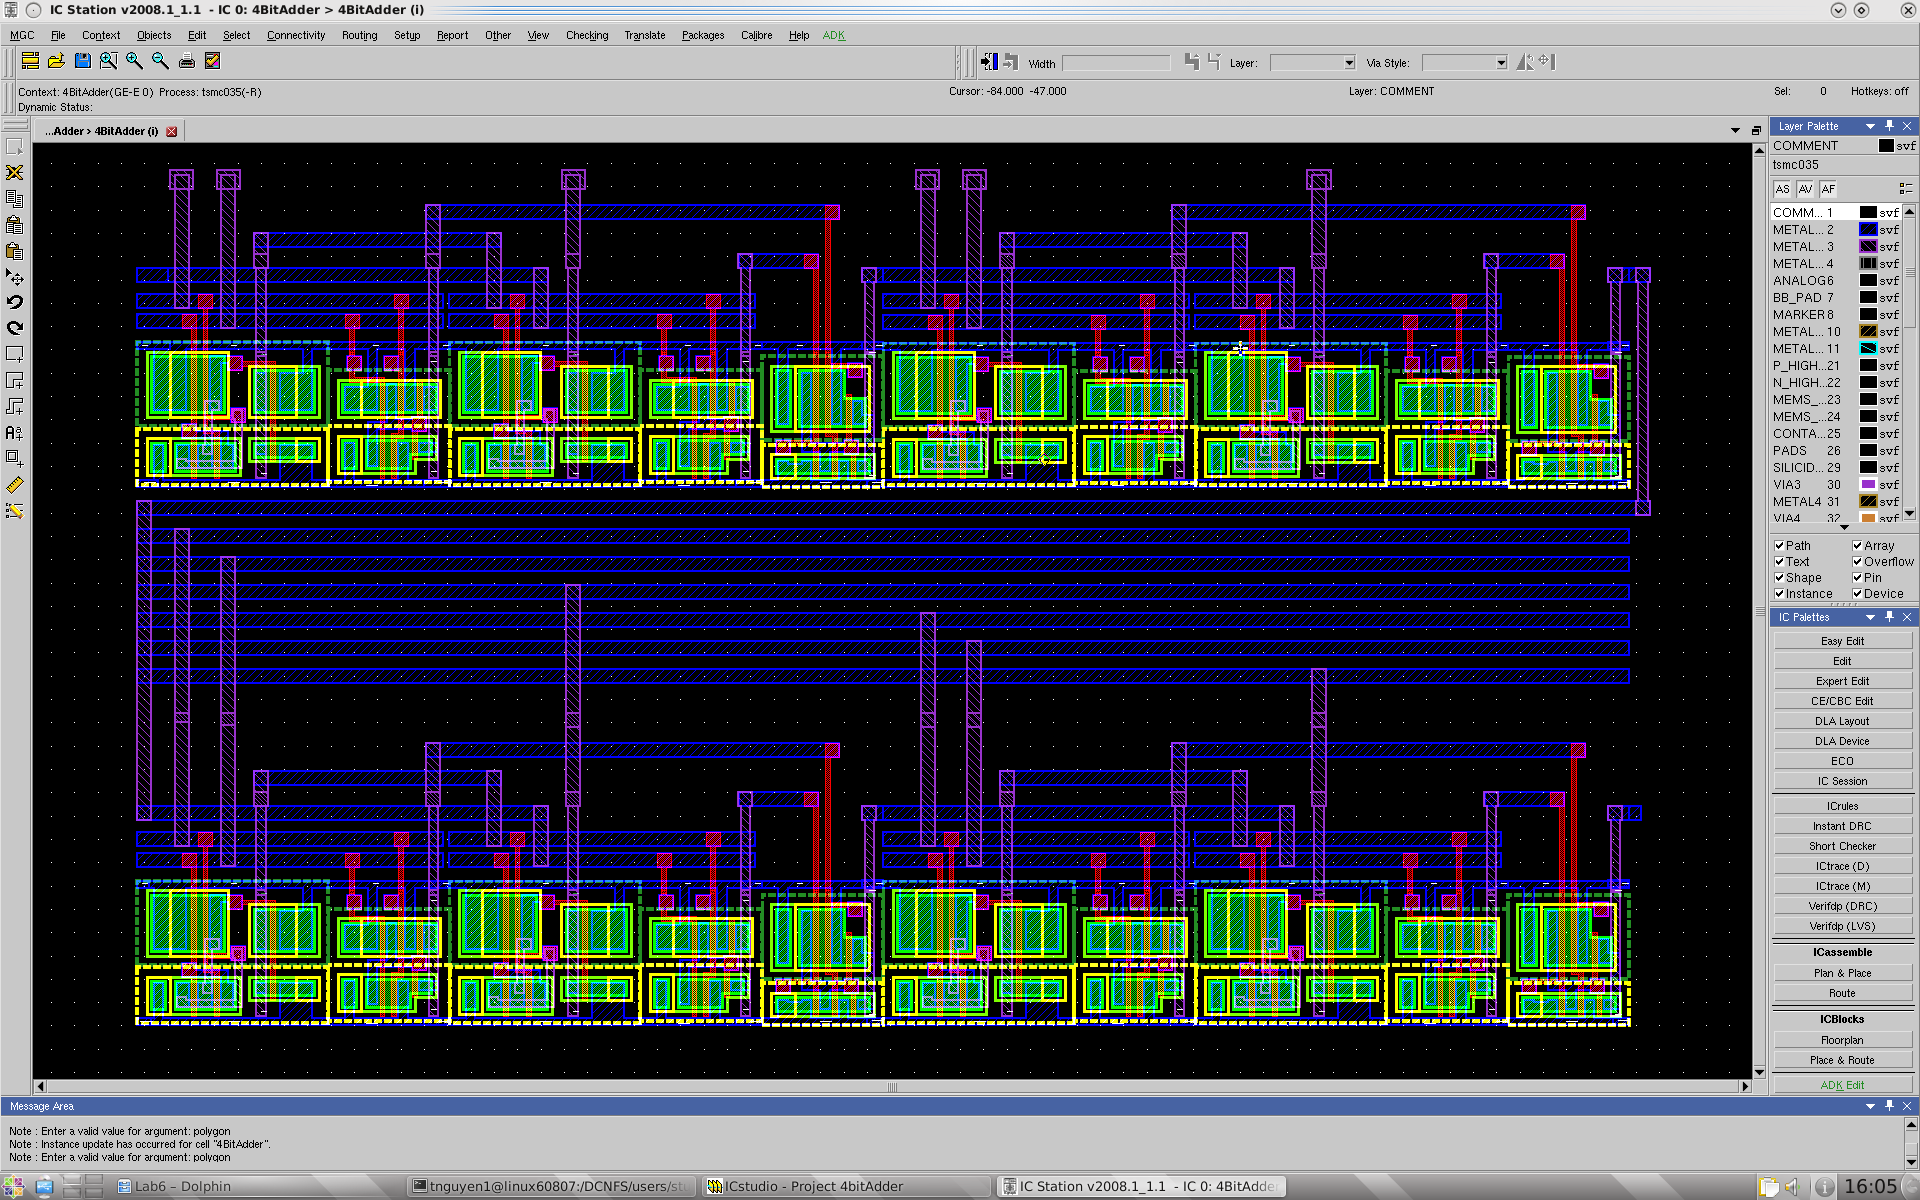 IC Station v2008.1_1.1 - IC 0: 4BitAdder > 4BitAdder (i)
MGC File Context Objects Edit Select Connectivity Routing Setup Report Other View Checking Translate Packages Calibre Help ADK
Width Layer: Via Style:
Context: 4BitAdder(GE-E 0) Process: tsmc035(-R) Cursor: -84.000 -47.000 Layer: COMMENT Sel: 0 Hotkeys: off
Dynamic Status:
...Adder > 4BitAdder (i)
Layer Palette
COMMENT svf
tsmc035
AS AV AF
COMM... 1 svf
METAL... 2 svf
METAL... 3 svf
METAL... 4 svf
ANALOG6 svf
BB_PAD 7 svf
MARKER 8 svf
METAL... 10 svf
METAL... 11 svf
P_HIGH...21 svf
N_HIGH...22 svf
MEMS_...23 svf
MEMS_...24 svf
CONTA...25 svf
PADS 26 svf
SILICID...29 svf
VIA3 30 svf
METAL4 31 svf
VIA4 32 svf
Path Array
Text Overflow
Shape Pin
Instance Device
IC Palettes
Easy Edit
Edit
Expert Edit
CE/CBC Edit
DLA Layout
DLA Device
ECO
IC Session
ICrules
Instant DRC
Short Checker
ICtrace (D)
ICtrace (M)
Verifdp (DRC)
Verifdp (LVS)
ICassemble
Plan & Place
Route
ICBlocks
Floorplan
Place & Route
ADK Edit
Message Area
Note : Enter a valid value for argument: polygon
Note : Instance update has occurred for cell "4BitAdder".
Note : Enter a valid value for argument: polygon
Lab6 – Dolphin tnguyen1@linux60807:/DCNFS/users/st ICstudio - Project 4bitAdder IC Station v2008.1_1.1 - IC 0: 4BitAdde 16:05